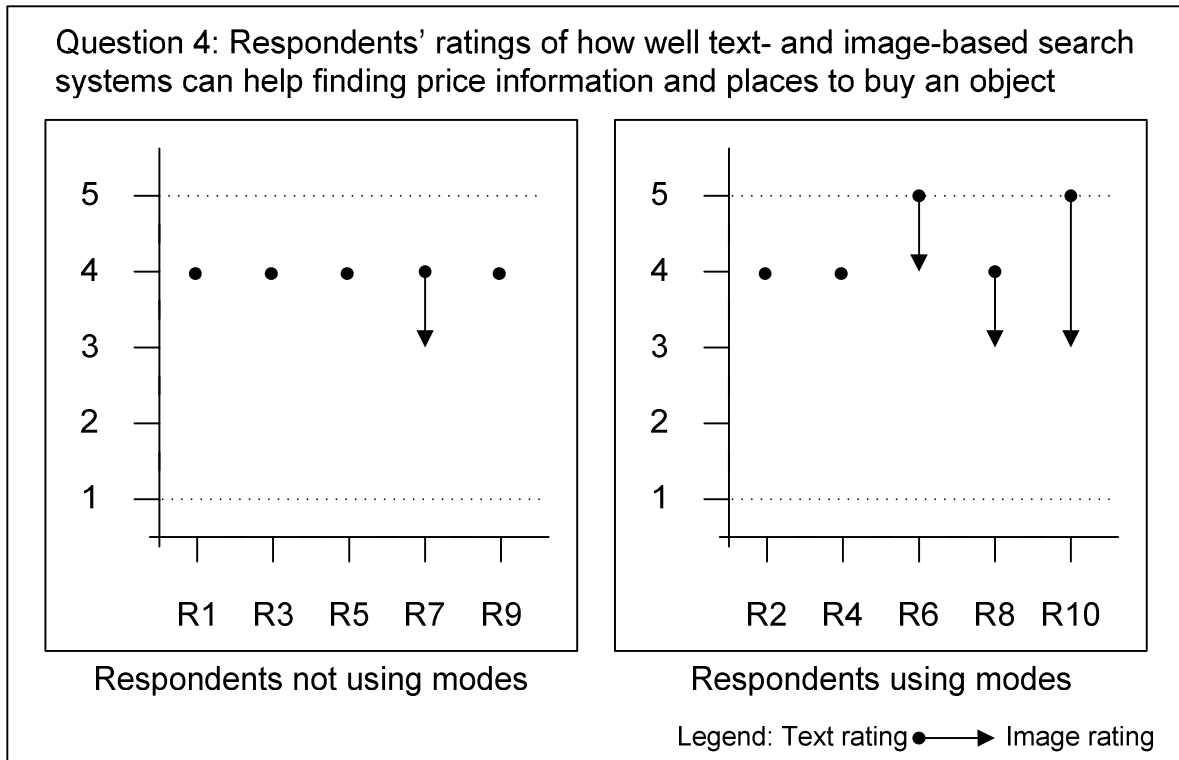 Question 4: Respondents’ ratings of how well text- and image-based search
systems can help finding price information and places to buy an object
5
4
3
2
1
R1 R3 R5 R7 R9
Respondents not using modes
5
4
3
2
1
R2 R4 R6 R8 R10
Respondents using modes
Legend: Text rating Image rating